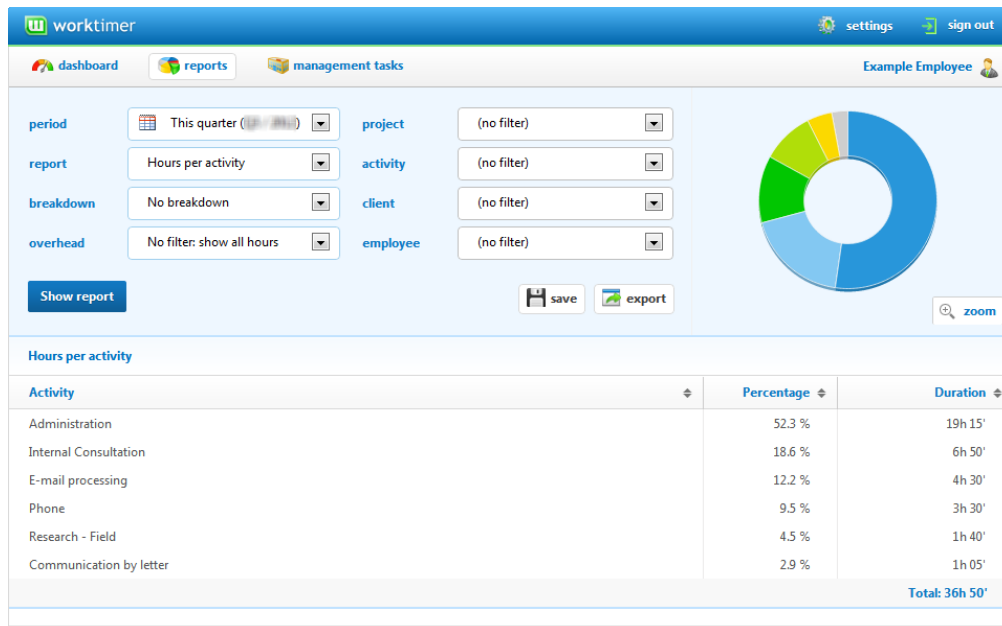 worktimer settings sign out
dashboard reports management tasks Example Employee
period This quarter ( ) project (no filter)
report Hours per activity activity (no filter)
breakdown No breakdown client (no filter)
overhead No filter: show all hours employee (no filter)
Show report save export
zoom
Hours per activity
Activity Percentage Duration
Administration 52.3 % 19h 15'
Internal Consultation 18.6 % 6h 50'
E-mail processing 12.2 % 4h 30'
Phone 9.5 % 3h 30'
Research - Field 4.5 % 1h 40'
Communication by letter 2.9 % 1h 05'
Total: 36h 50'